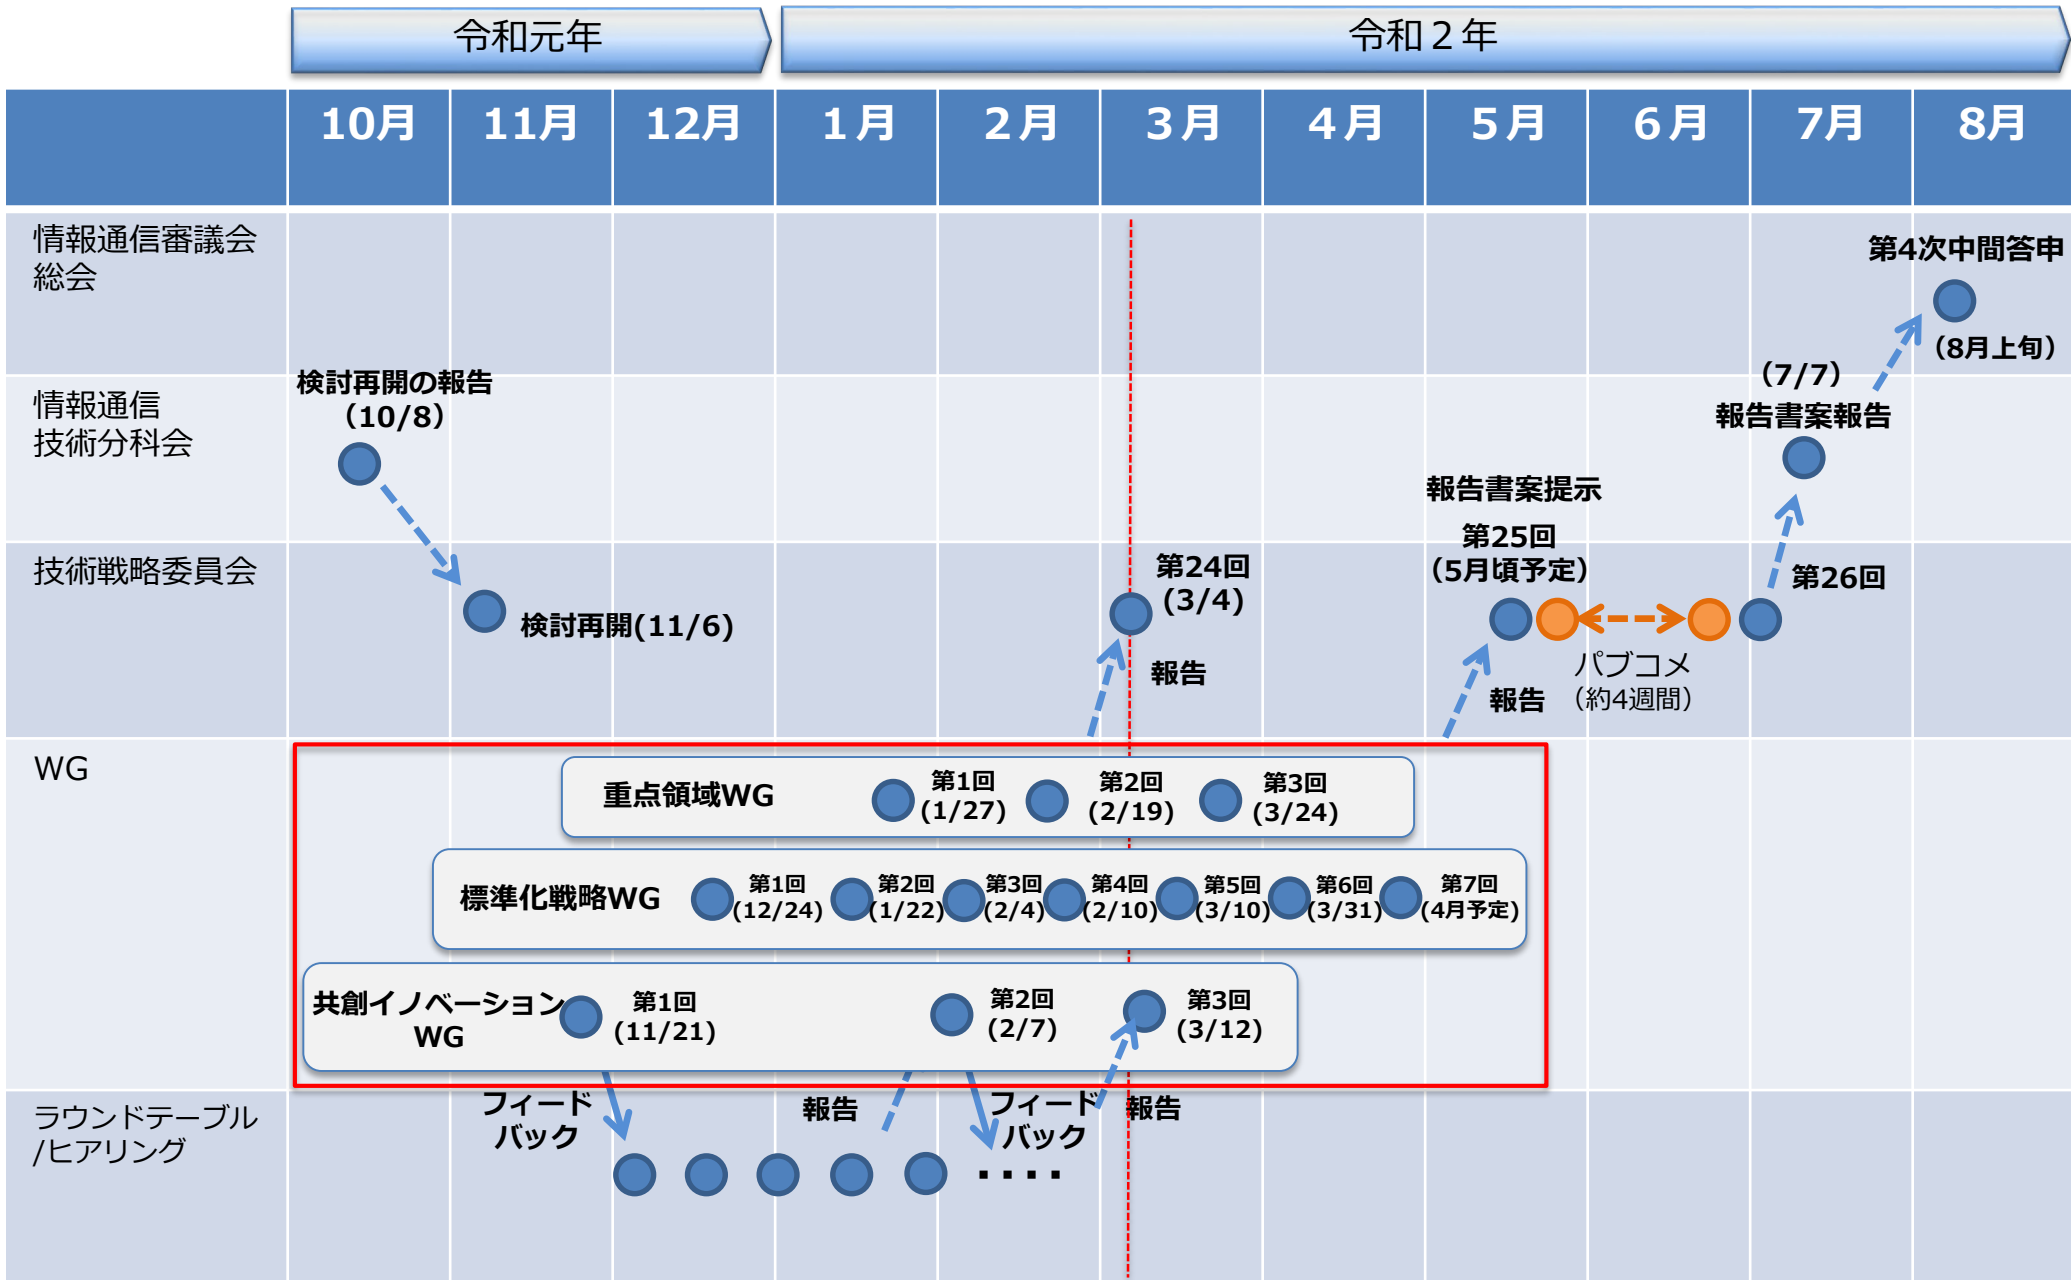 令和元年
令和２年
10月
11月
12月
１月
２月
３月
４月
５月
６月
7月
8月
情報通信審議会
総会
第4次中間答申
（8月上旬）
情報通信
技術分科会
検討再開の報告
（10/8）
（7/7）
報告書案報告
技術戦略委員会
検討再開(11/6)
第24回
(3/4)
報告
報告書案提示
第25回
（5月頃予定）
報告
パブコメ
（約4週間）
第26回
WG
重点領域WG
第1回
(1/27)
第2回
(2/19)
第3回
(3/24)
標準化戦略WG
第1回
(12/24)
第2回
(1/22)
第3回
(2/4)
第4回
(2/10)
第5回
(3/10)
第6回
(3/31)
第7回
(4月予定)
共創イノベーション
WG
第1回
(11/21)
第2回
(2/7)
第3回
(3/12)
ラウンドテーブル
/ヒアリング
フィード
バック
報告
フィード
バック
報告
・・・・